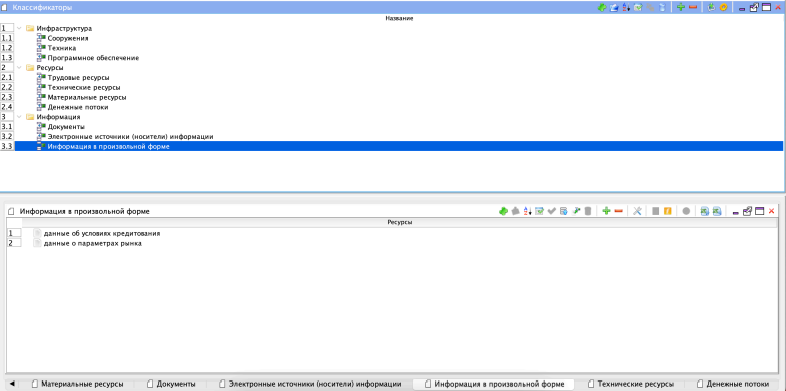 Классификаторы
Название
1 Инфраструктура
1.1 Сооружения
1.2 Техника
1.3 Программное обеспечение
2 Ресурсы
2.1 Трудовые ресурсы
2.2 Технические ресурсы
2.3 Материальные ресурсы
2.4 Денежные потоки
3 Информация
3.1 Документы
3.2 Электронные источники (носители) информации
3.3 Информация в произвольной форме
Информация в произвольной форме
Ресурсы
1 данные об условиях кредитования
2 данные о параметрах рынка
Материальные ресурсы Документы Электронные источники (носители) информации Информация в произвольной форме Технические ресурсы Денежные потоки